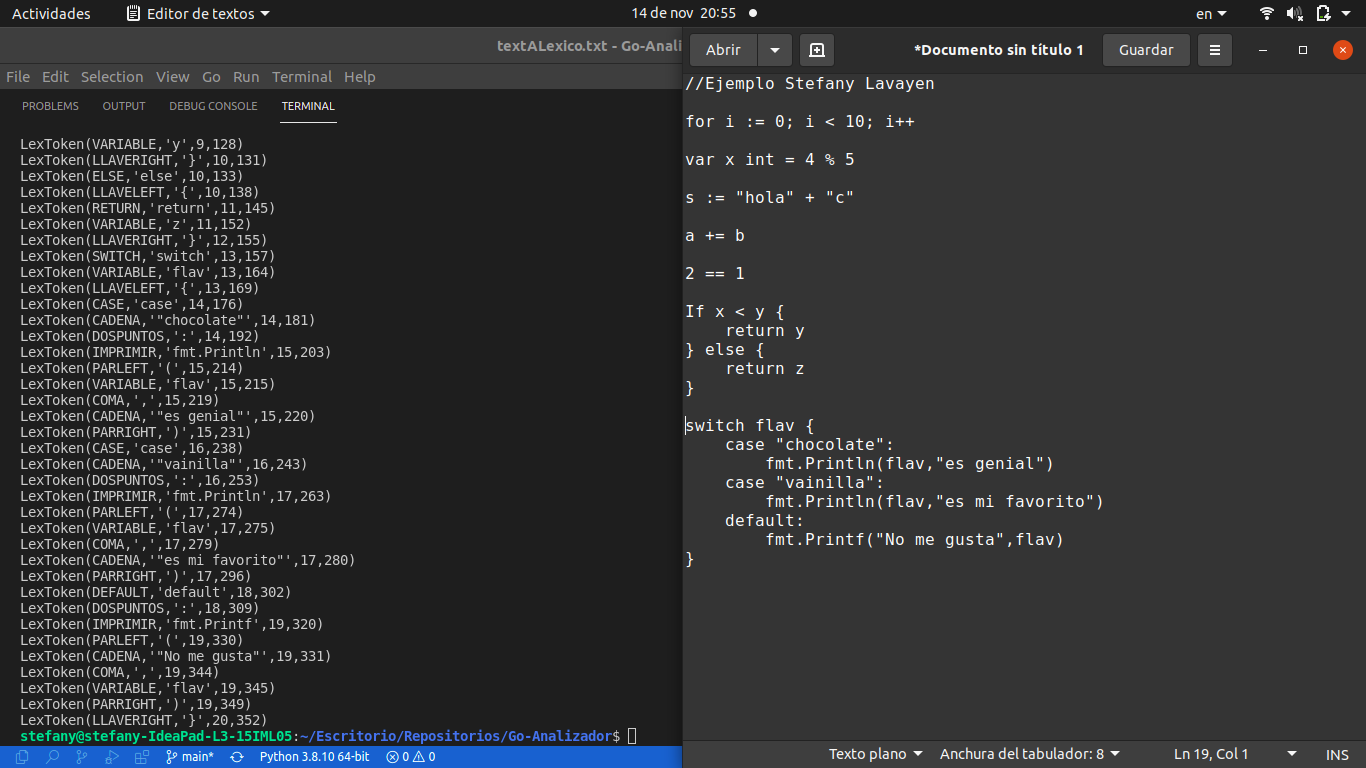 Actividades
Editor de textos
14 de nov 20:55
en
textALexico.txt - Go-Anali
File Edit Selection View Go Run Terminal Help
PROBLEMS OUTPUT DEBUG CONSOLE TERMINAL
LexToken(VARIABLE,'y',9,128)
LexToken(LLAVERIGHT,'}',10,131)
LexToken(ELSE,'else',10,133)
LexToken(LLAVELEFT,'{',10,138)
LexToken(RETURN,'return',11,145)
LexToken(VARIABLE,'z',11,152)
LexToken(LLAVERIGHT,'}',12,155)
LexToken(SWITCH,'switch',13,157)
LexToken(VARIABLE,'flav',13,164)
LexToken(LLAVELEFT,'{',13,169)
LexToken(CASE,'case',14,176)
LexToken(CADENA,'"chocolate"',14,181)
LexToken(DOSPUNTOS,':',14,192)
LexToken(IMPRIMIR,'fmt.Println',15,203)
LexToken(PARLEFT,'(',15,214)
LexToken(VARIABLE,'flav',15,215)
LexToken(COMA,',',15,219)
LexToken(CADENA,'"es genial"',15,220)
LexToken(PARRIGHT,')',15,231)
LexToken(CASE,'case',16,238)
LexToken(CADENA,'"vainilla"',16,243)
LexToken(DOSPUNTOS,':',16,253)
LexToken(IMPRIMIR,'fmt.Println',17,263)
LexToken(PARLEFT,'(',17,274)
LexToken(VARIABLE,'flav',17,275)
LexToken(COMA,',',17,279)
LexToken(CADENA,'"es mi favorito"',17,280)
LexToken(PARRIGHT,')',17,296)
LexToken(DEFAULT,'default',18,302)
LexToken(DOSPUNTOS,':',18,309)
LexToken(IMPRIMIR,'fmt.Printf',19,320)
LexToken(PARLEFT,'(',19,330)
LexToken(CADENA,'"No me gusta"',19,331)
LexToken(COMA,',',19,344)
LexToken(VARIABLE,'flav',19,345)
LexToken(PARRIGHT,')',19,349)
LexToken(LLAVERIGHT,'}',20,352)
stefany@stefany-IdeaPad-L3-15IML05:~/Escritorio/Repositorios/Go-Analizador$
main* Python 3.8.10 64-bit 0 0
Abrir
*Documento sin título 1
Guardar
//Ejemplo Stefany Lavayen
for i := 0; i < 10; i++
var x int = 4 % 5
s := "hola" + "c"
a += b
2 == 1
If x < y {
    return y
} else {
    return z
}
switch flav {
    case "chocolate":
        fmt.Println(flav,"es genial")
    case "vainilla":
        fmt.Println(flav,"es mi favorito")
    default:
        fmt.Printf("No me gusta",flav)
}
Texto plano Anchura del tabulador: 8 Ln 19, Col 1 INS